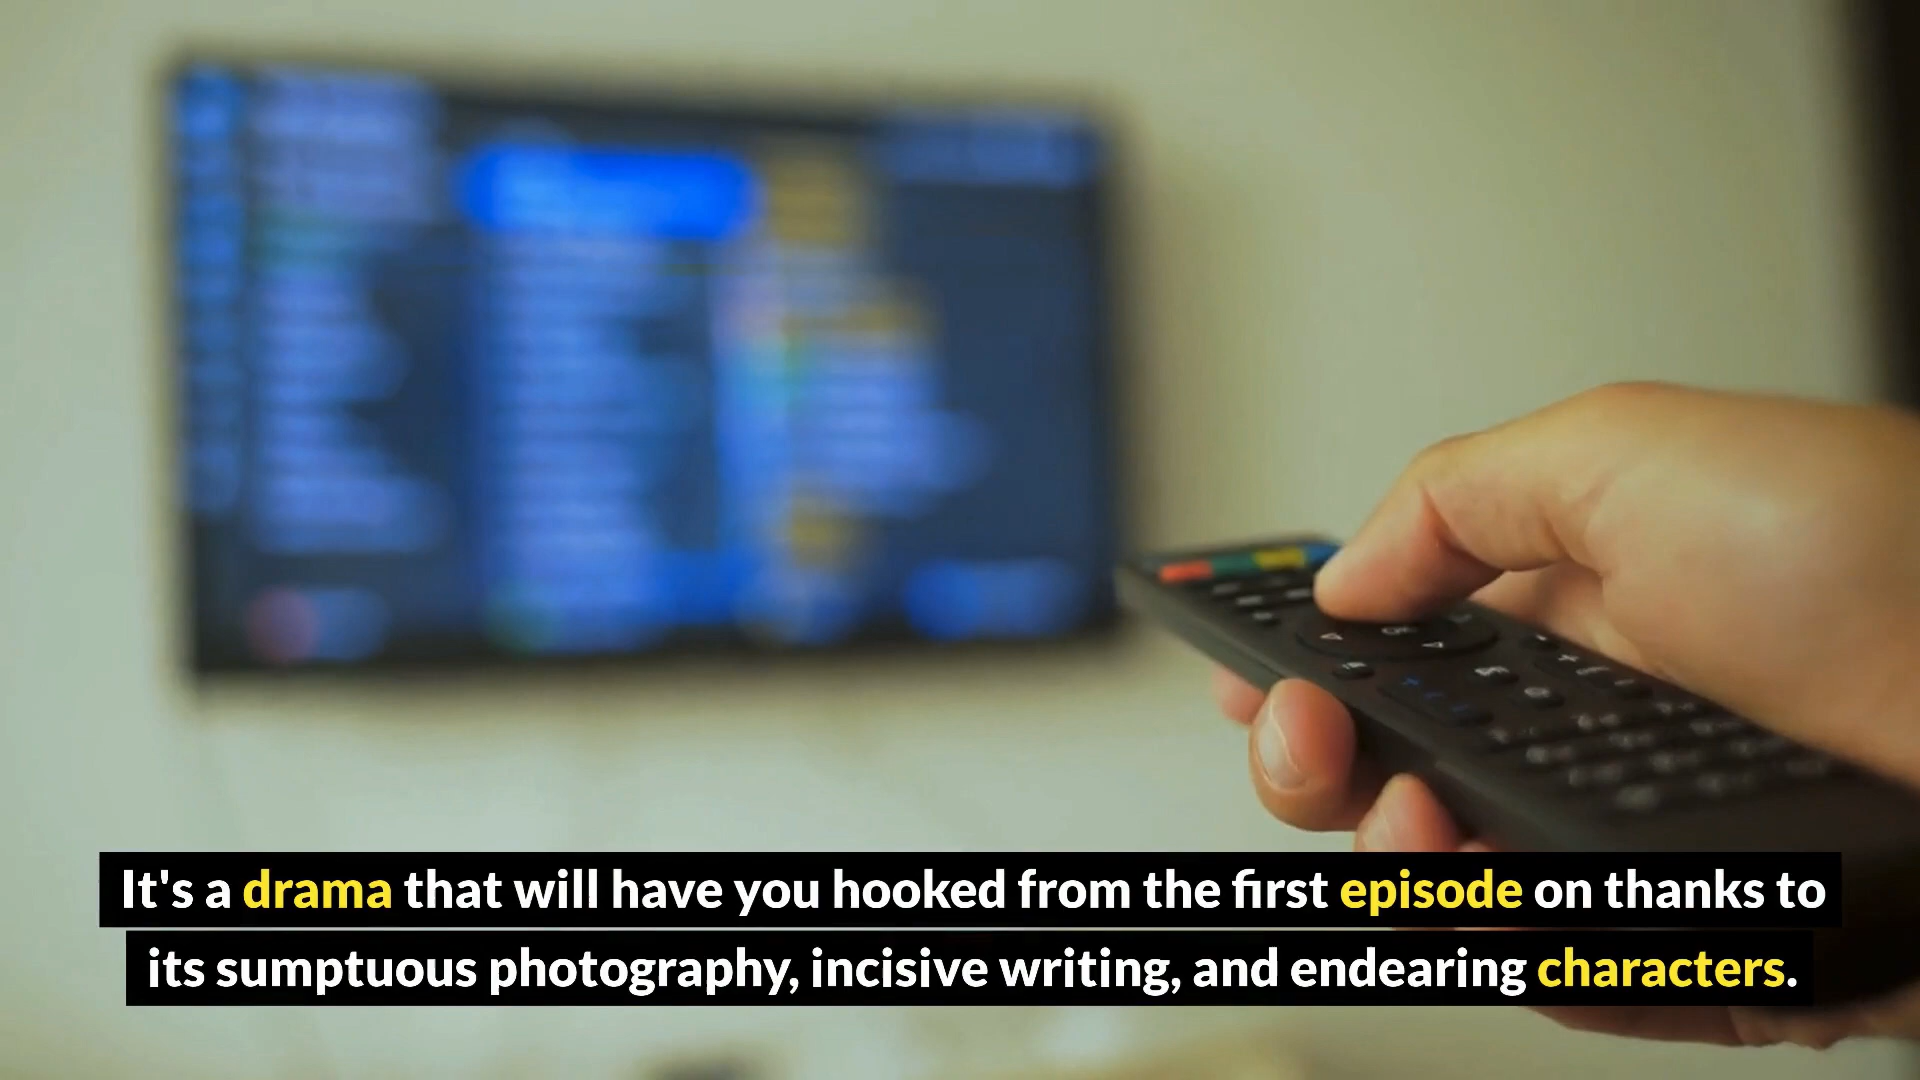 It's a drama that will have you hooked from the first episode on thanks to
its sumptuous photography, incisive writing, and endearing characters.